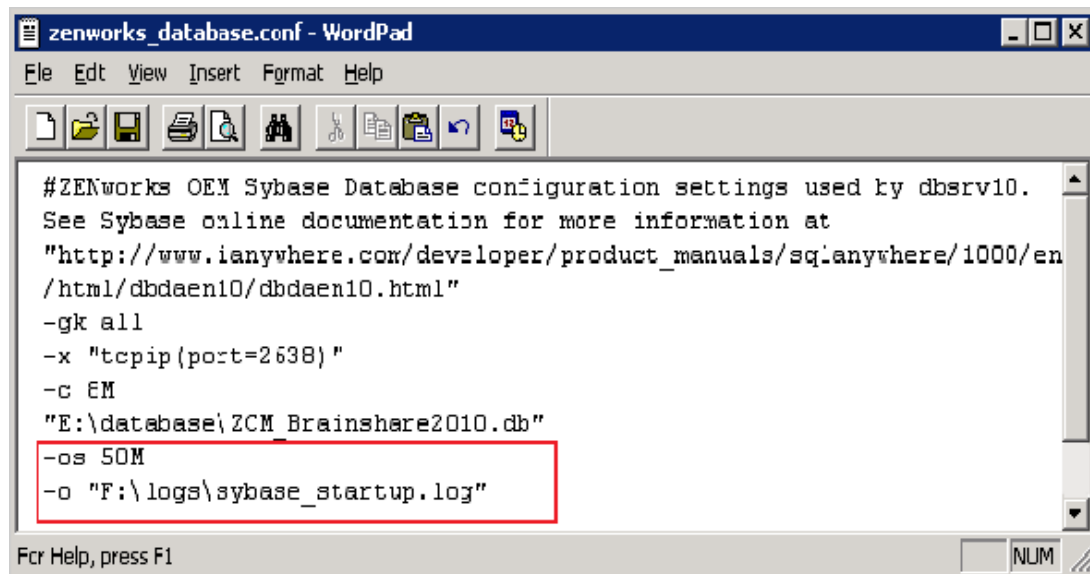 zenworks_database.conf - WordPad
File Edit View Insert Format Help
#ZENworks OEM Sybase Database configuration settings used by dbsrv10.
See Sybase online documentation for more information at
"http://www.ianywhere.com/developer/product_manuals/sqlanywhere/1000/en
/html/dbdaen10/dbdaen10.html"
-gk all
-x "tcpip(port=2638)"
-c 8M
"E:\database\ZCM_Brainshare2010.db"
-os 50M
-o "F:\logs\sybase_startup.log"
For Help, press F1
NUM